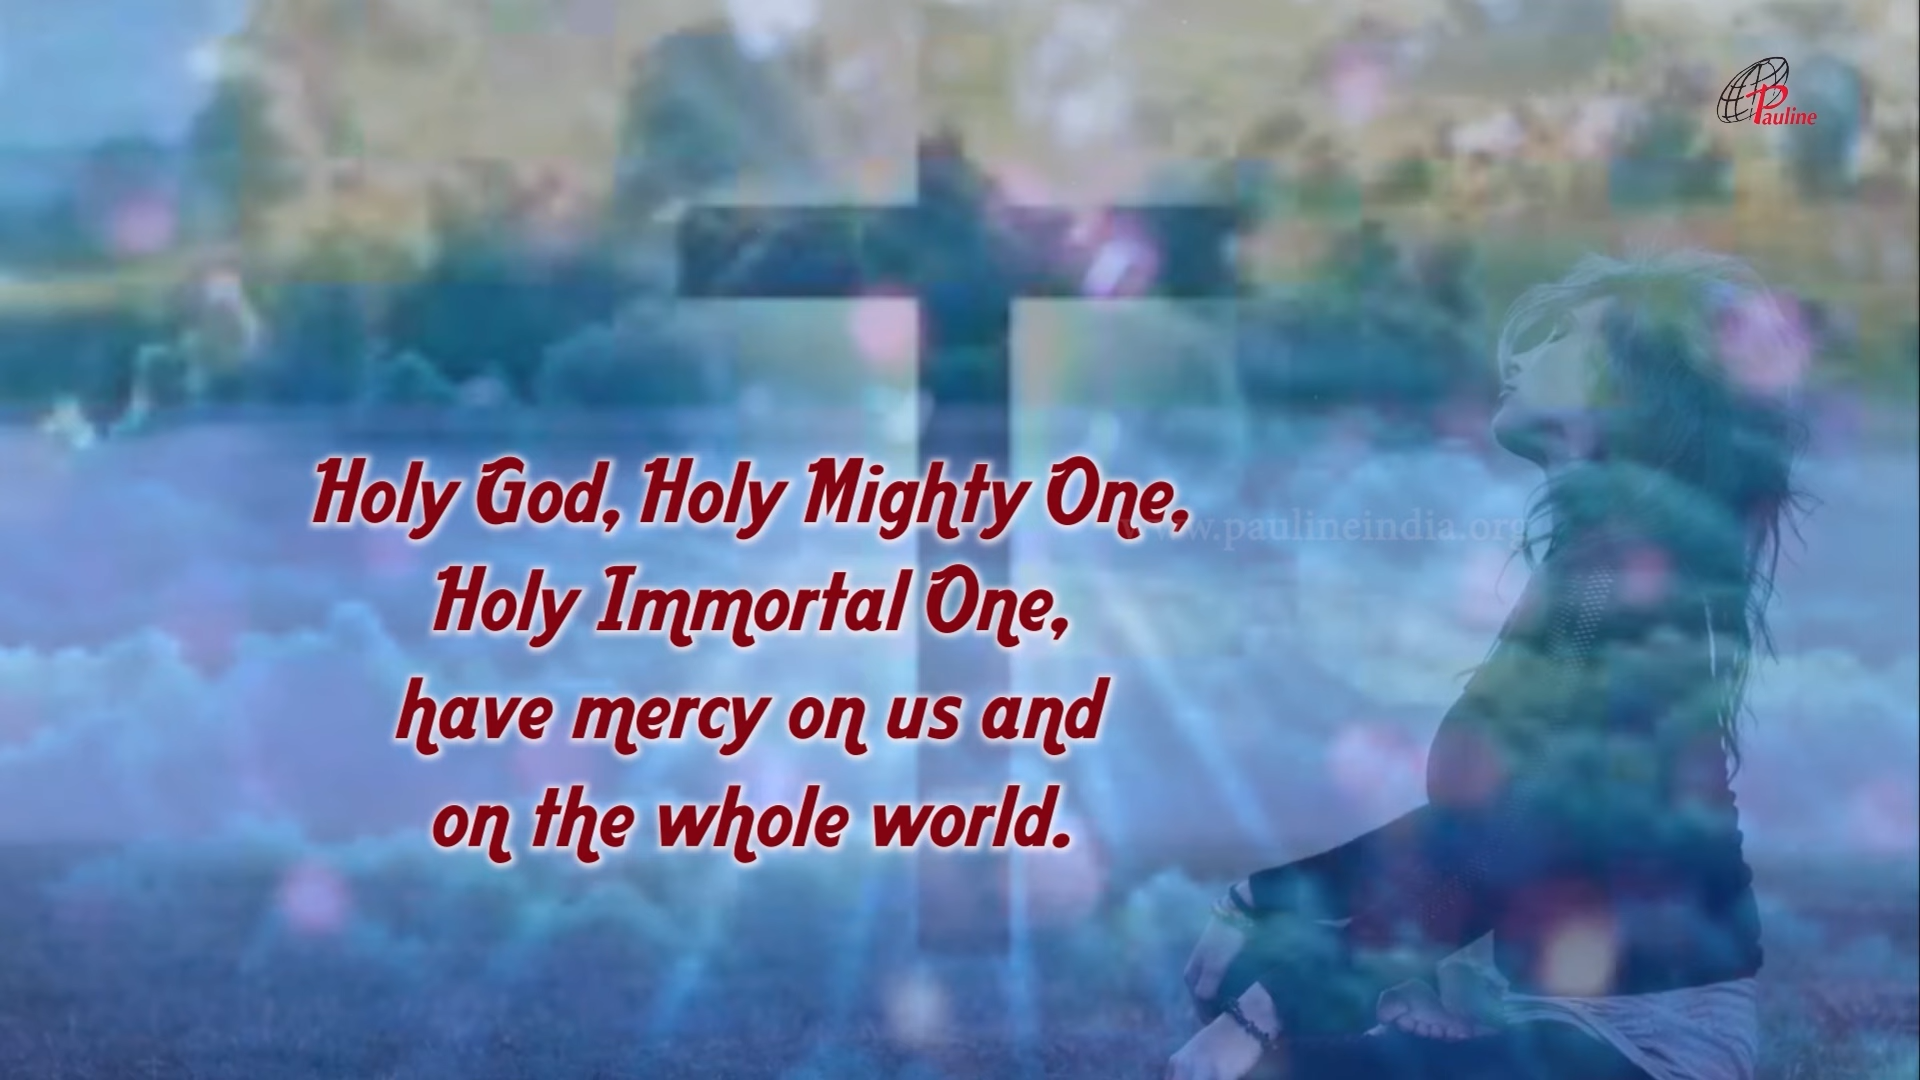 Pauline
Holy God, Holy Mighty One,
www.paulineindia.org
Holy Immortal One,
have mercy on us and
on the whole world.